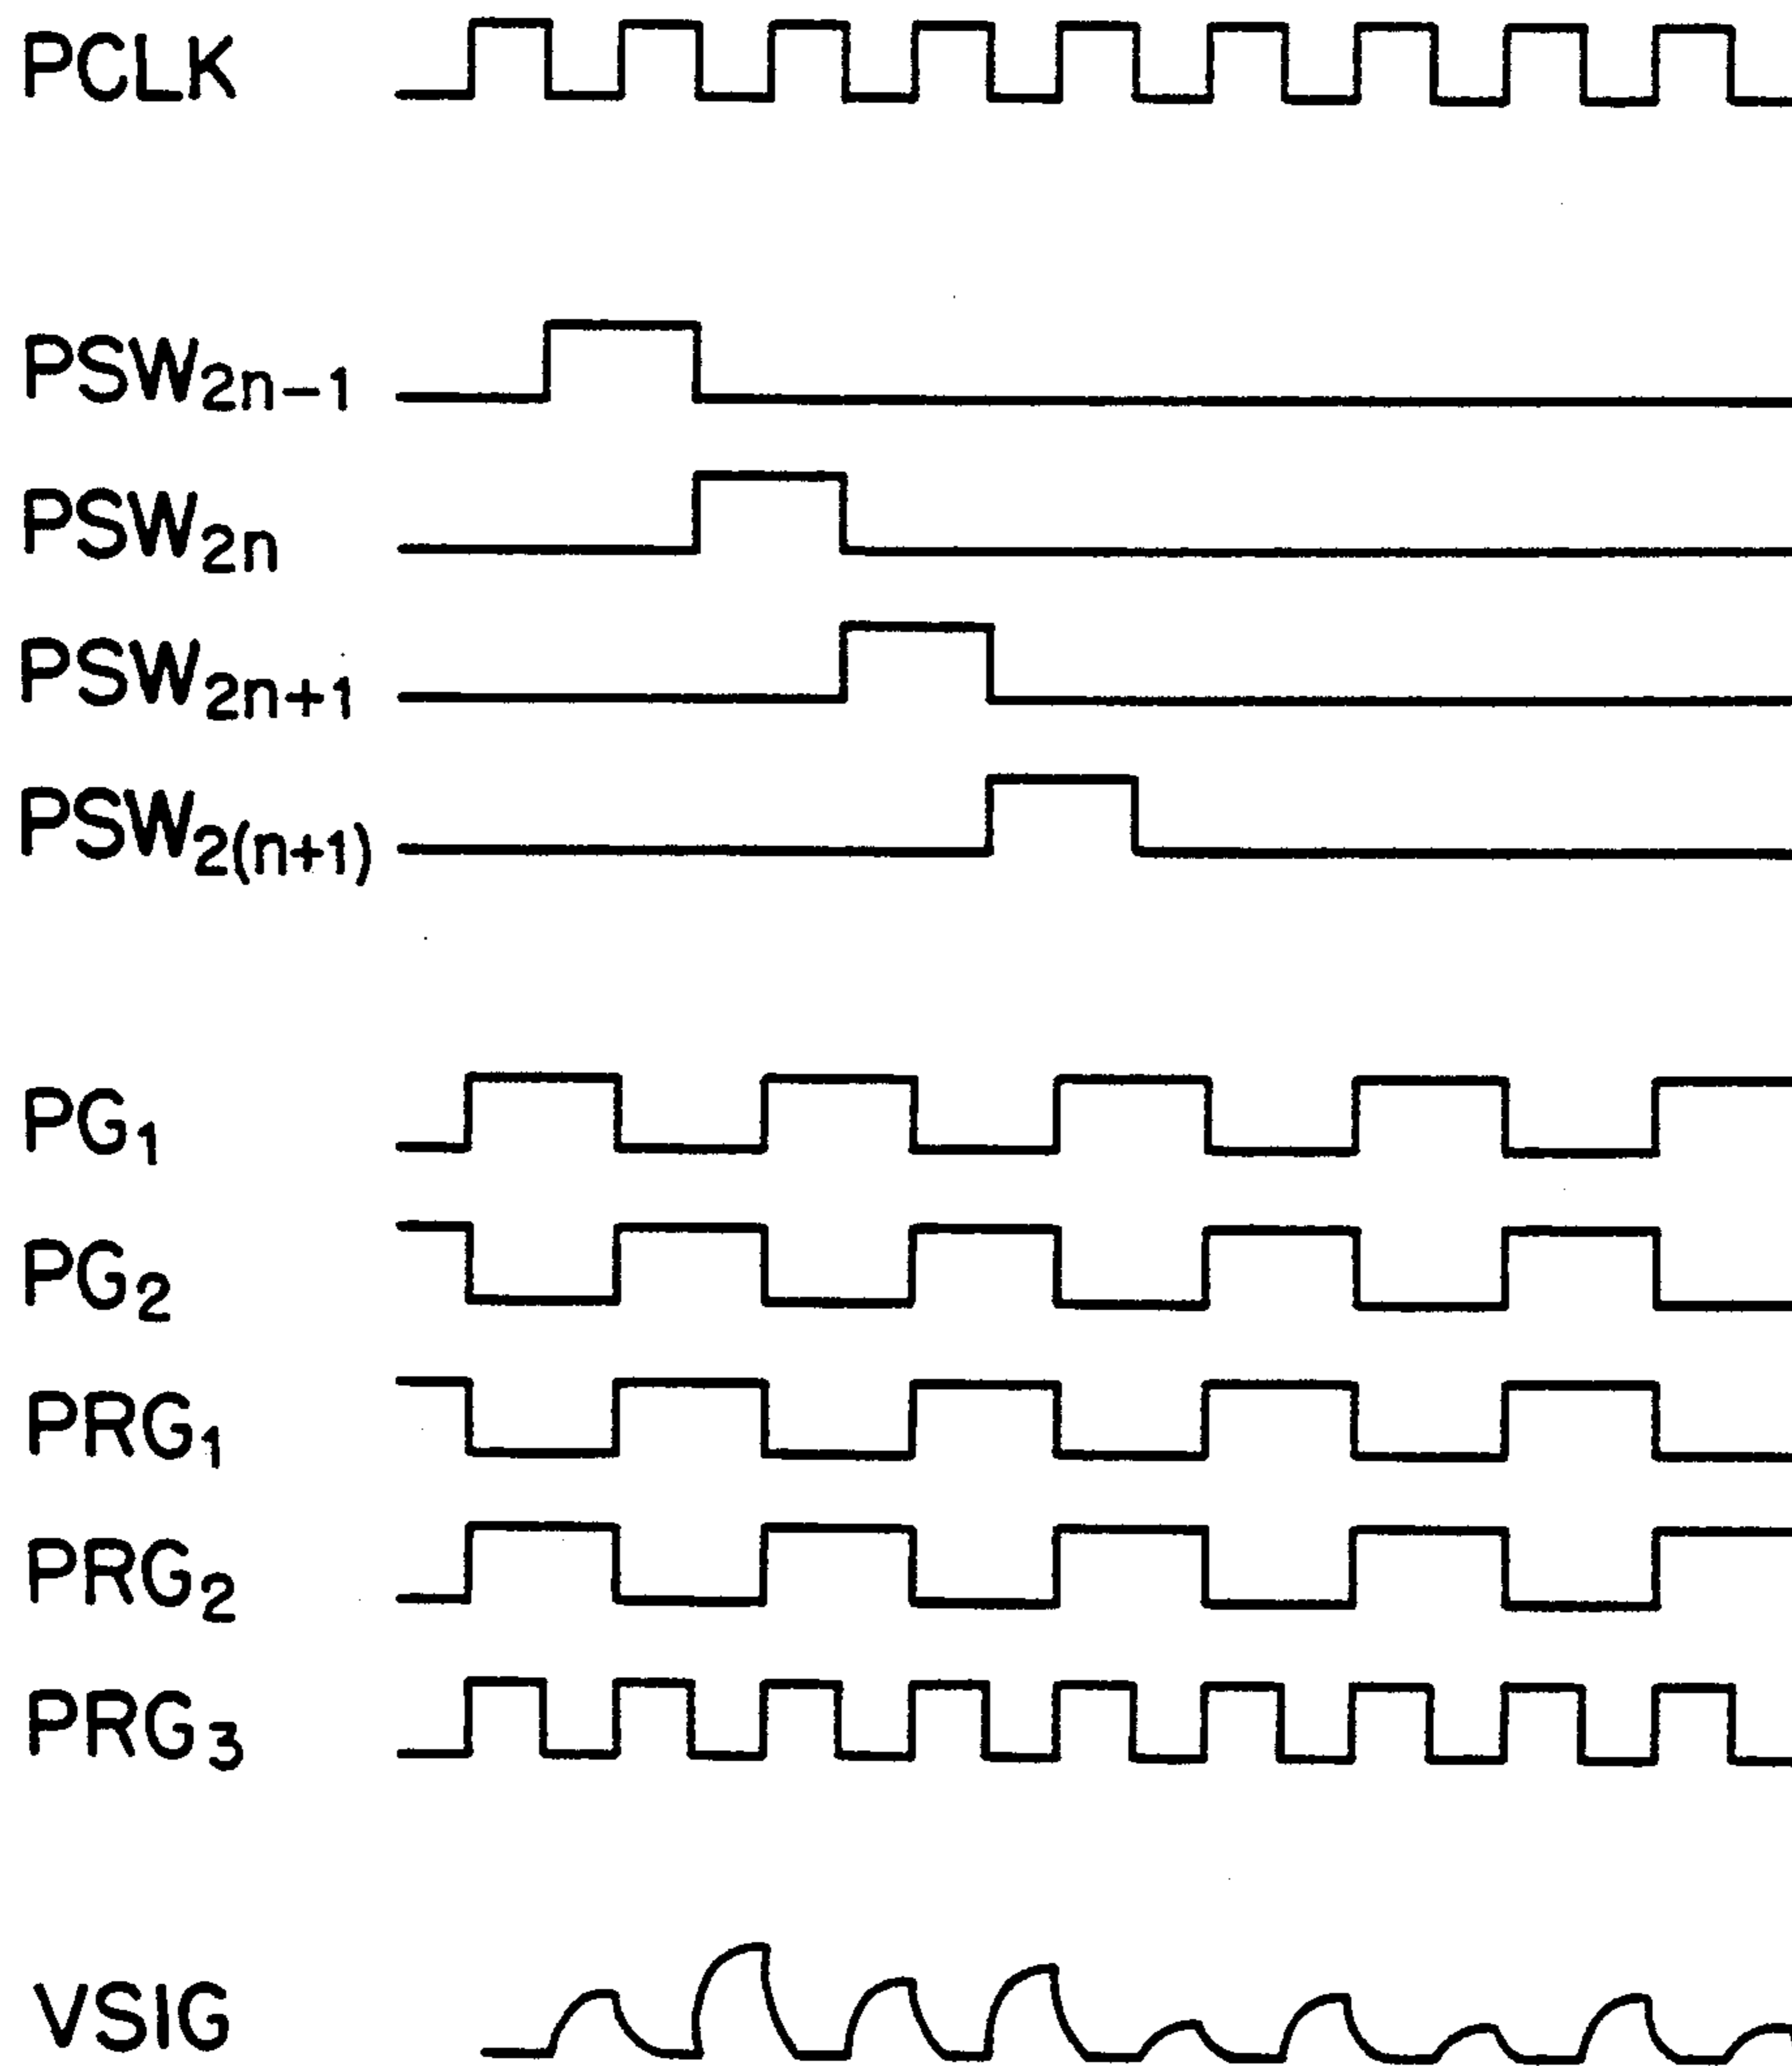 PCLK
PSW2n-1
PSW2n
PSW2n+1
PSW2(n+1)
PG1
PG2
PRG1
PRG2
PRG3
VSIG